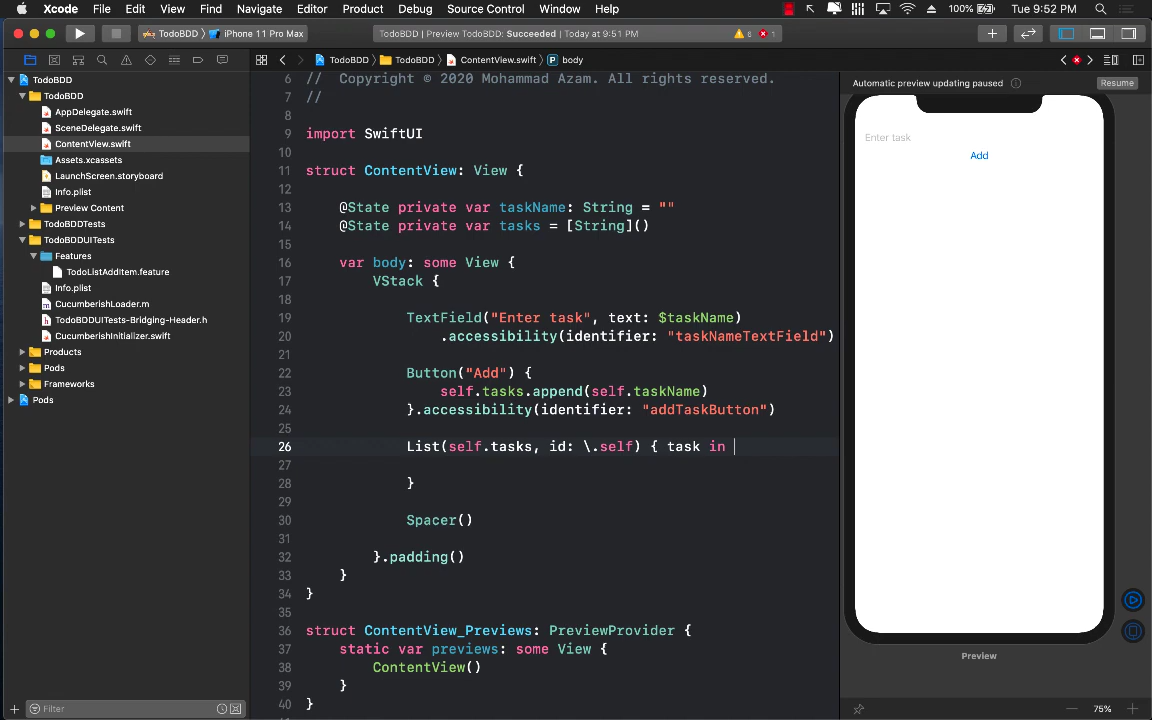 Xcode File Edit View Find Navigate Editor Product Debug Source Control Window Help 100% Tue 9:52 PM
TodoBDD iPhone 11 Pro Max
TodoBDD | Preview TodoBDD: Succeeded | Today at 9:51 PM 6 1
TodoBDD TodoBDD ContentView.swift body
TodoBDD
TodoBDD
AppDelegate.swift
SceneDelegate.swift
ContentView.swift
Assets.xcassets
LaunchScreen.storyboard
Info.plist
Preview Content
TodoBDDTests
TodoBDDUITests
Features
TodoListAddItem.feature
Info.plist
CucumberishLoader.m
TodoBDDUITests-Bridging-Header.h
CucumberishInitializer.swift
Products
Pods
Frameworks
Pods
Filter
6 // Copyright © 2020 Mohammad Azam. All rights reserved.
7 //
8
9 import SwiftUI
10
11 struct ContentView: View {
12
13 @State private var taskName: String = ""
14 @State private var tasks = [String]()
15
16 var body: some View {
17 VStack {
18
19 TextField("Enter task", text: $taskName)
20 .accessibility(identifier: "taskNameTextField")
21
22 Button("Add") {
23 self.tasks.append(self.taskName)
24 }.accessibility(identifier: "addTaskButton")
25
26 List(self.tasks, id: \.self) { task in
27
28 }
29
30 Spacer()
31
32 }.padding()
33 }
34 }
35
36 struct ContentView_Previews: PreviewProvider {
37 static var previews: some View {
38 ContentView()
39 }
40 }
Automatic preview updating paused Resume
Enter task
Add
Preview
75%